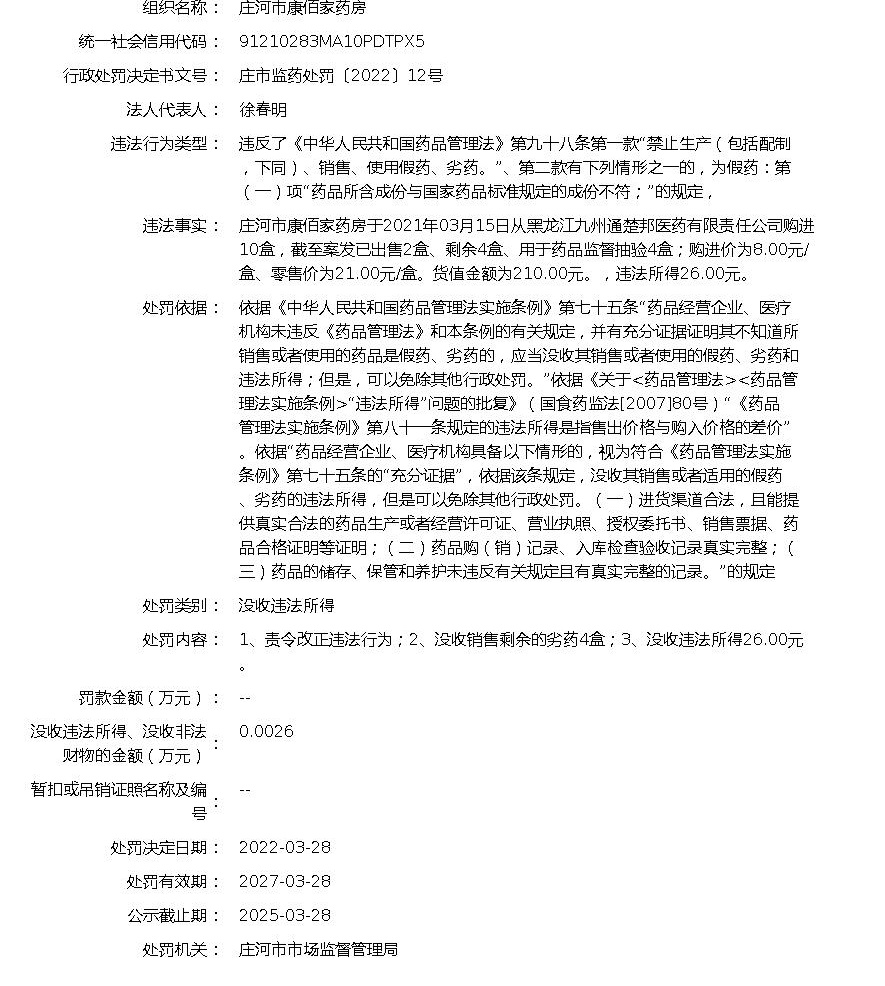 组织名称： 庄河市康佰家药房
统一社会信用代码： 91210283MA10PDTPX5
行政处罚决定书文号： 庄市监药处罚〔2022〕12号
法人代表人： 徐春明
违法行为类型： 违反了《中华人民共和国药品管理法》第九十八条第一款“禁止生产（包括配制
，下同）、销售、使用假药、劣药。”、第二款有下列情形之一的，为假药：第
（一）项“药品所含成份与国家药品标准规定的成份不符；”的规定，
违法事实： 庄河市康佰家药房于2021年03月15日从黑龙江九州通楚邦医药有限责任公司购进
10盒，截至案发已出售2盒、剩余4盒、用于药品监督抽验4盒；购进价为8.00元/
盒、零售价为21.00元/盒。货值金额为210.00元。，违法所得26.00元。
处罚依据： 依据《中华人民共和国药品管理法实施条例》第七十五条“药品经营企业、医疗
机构未违反《药品管理法》和本条例的有关规定，并有充分证据证明其不知道所
销售或者使用的药品是假药、劣药的，应当没收其销售或者使用的假药、劣药和
违法所得；但是，可以免除其他行政处罚。”依据《关于<药品管理法><药品管
理法实施条例>“违法所得”问题的批复》（国食药监法[2007]80号）“《药品
管理法实施条例》第八十一条规定的违法所得是指售出价格与购入价格的差价”
。依据“药品经营企业、医疗机构具备以下情形的，视为符合《药品管理法实施
条例》第七十五条的“充分证据”，依据该条规定，没收其销售或者适用的假药
、劣药的违法所得，但是可以免除其他行政处罚。（一）进货渠道合法，且能提
供真实合法的药品生产或者经营许可证、营业执照、授权委托书、销售票据、药
品合格证明等证明；（二）药品购（销）记录、入库检查验收记录真实完整；（
三）药品的储存、保管和养护未违反有关规定且有真实完整的记录。”的规定
处罚类别： 没收违法所得
处罚内容： 1、责令改正违法行为；2、没收销售剩余的劣药4盒；3、没收违法所得26.00元
。
罚款金额（万元）： --
没收违法所得、没收非法
财物的金额（万元）： 0.0026
暂扣或吊销证照名称及编
号： --
处罚决定日期： 2022-03-28
处罚有效期： 2027-03-28
公示截止期： 2025-03-28
处罚机关： 庄河市市场监督管理局